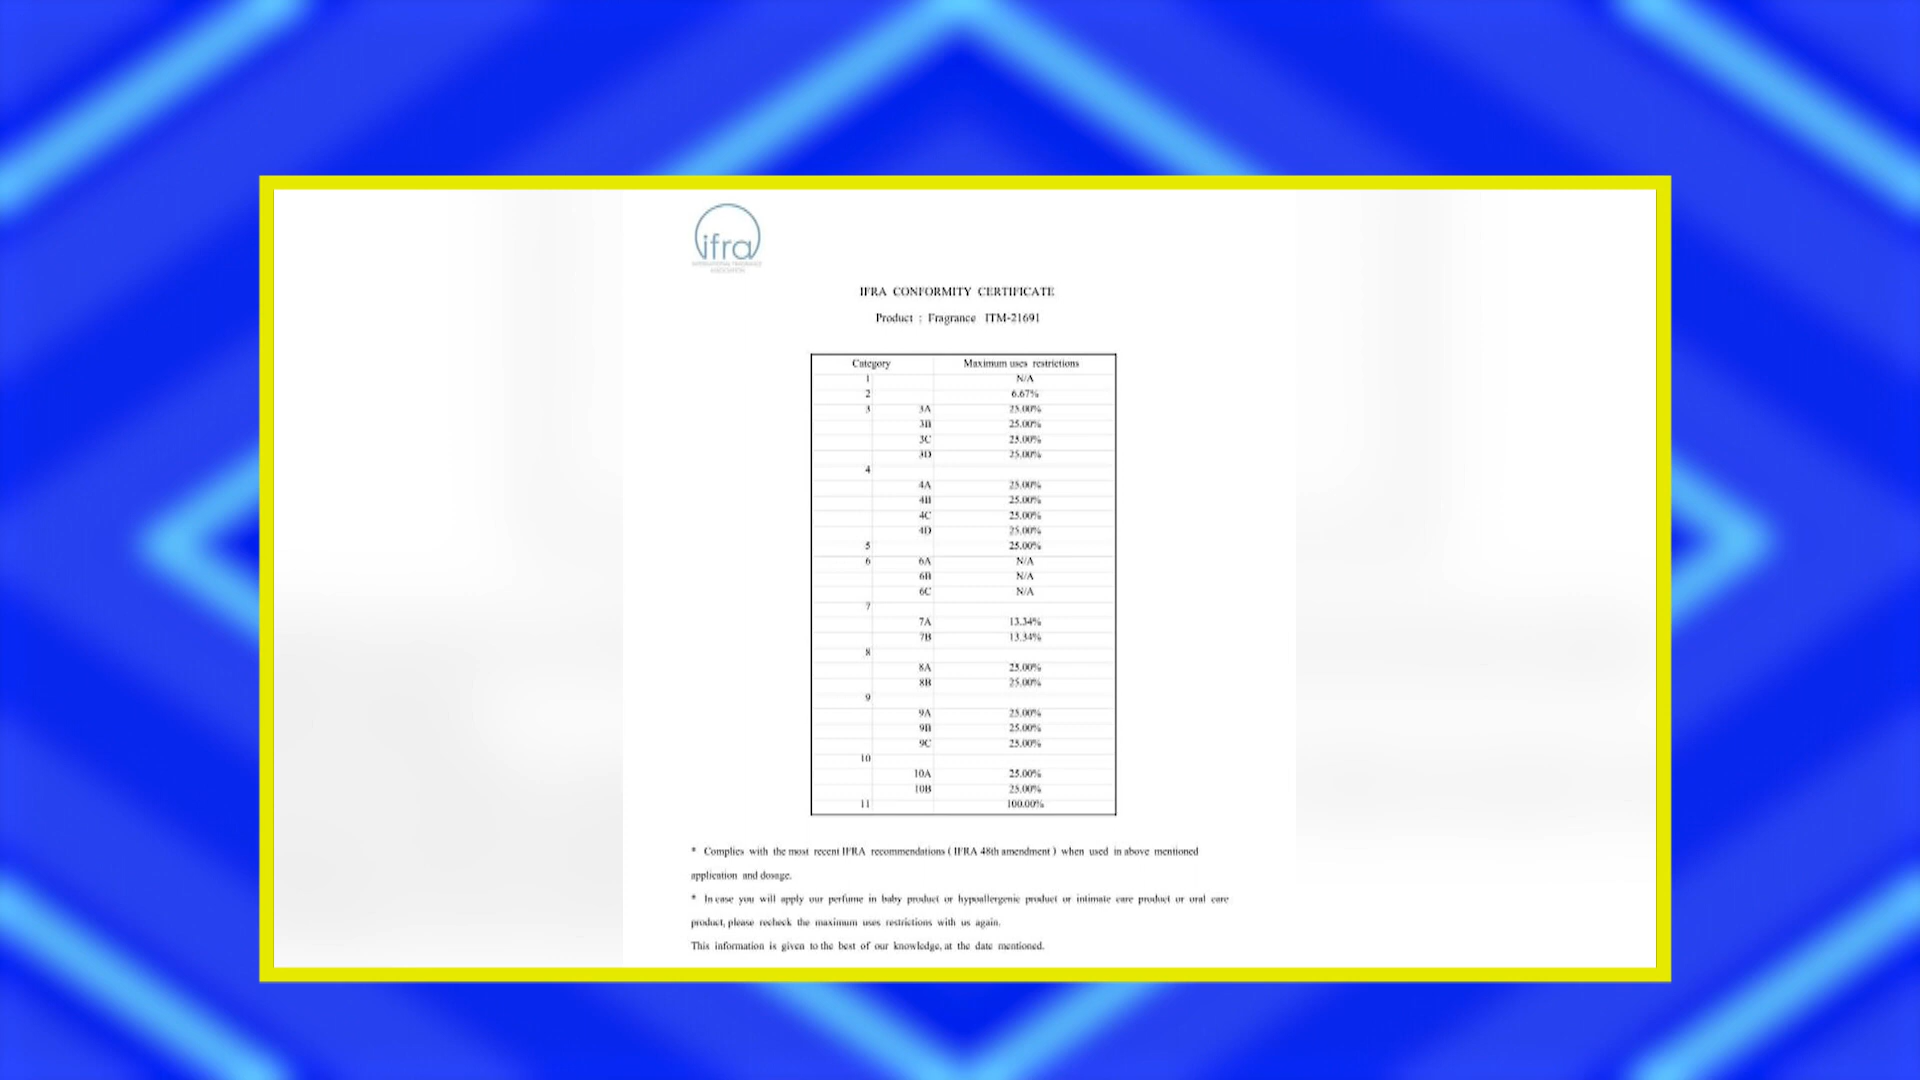 ifra
INTERNATIONAL FRAGRANCE
ASSOCIATION
IFRA CONFORMITY CERTIFICATE
Product : Fragrance ITM-21691
Category Maximum uses restrictions
1 N/A
2 6.67%
3 3A 25.00%
3B 25.00%
3C 25.00%
3D 25.00%
4
4A 25.00%
4B 25.00%
4C 25.00%
4D 25.00%
5 25.00%
6 6A N/A
6B N/A
6C N/A
7
7A 13.34%
7B 13.34%
8
8A 25.00%
8B 25.00%
9
9A 25.00%
9B 25.00%
9C 25.00%
10
10A 25.00%
10B 25.00%
11 100.00%
* Complies with the most recent IFRA recommendations ( IFRA 48th amendment ) when used in above mentioned
application and dosage.
* In case you will apply our perfume in baby product or hypoallergenic product or intimate care product or oral care
product, please recheck the maximum uses restrictions with us again.
This information is given to the best of our knowledge, at the date mentioned.